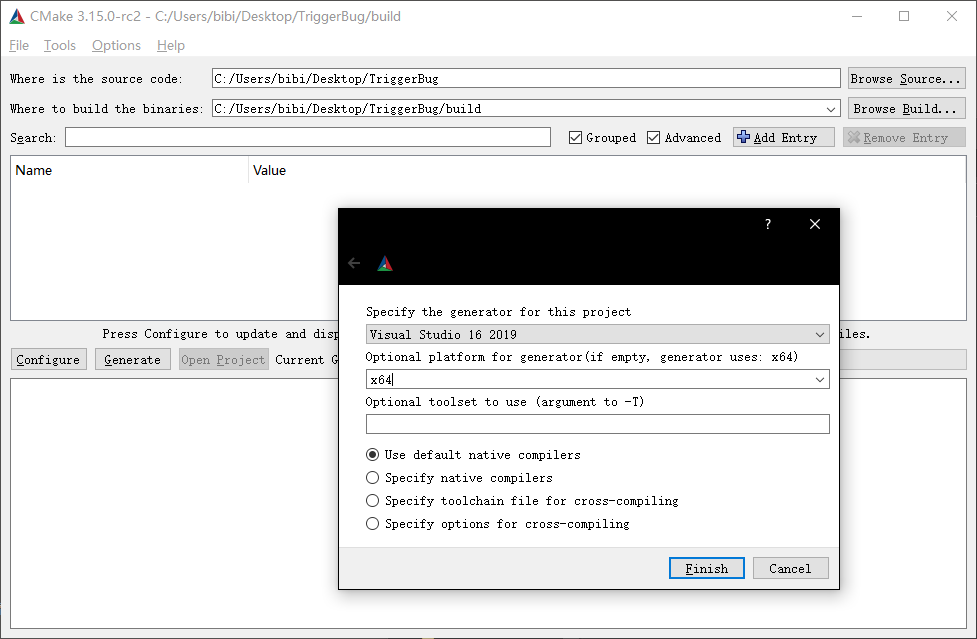 CMake 3.15.0-rc2 - C:/Users/bibi/Desktop/TriggerBug/build
File Tools Options Help
Where is the source code: C:/Users/bibi/Desktop/TriggerBug Browse Source...
Where to build the binaries: C:/Users/bibi/Desktop/TriggerBug/build Browse Build...
Search: Grouped Advanced Add Entry Remove Entry
Name Value
?
Specify the generator for this project
Visual Studio 16 2019
Press Configure to update and disp
Optional platform for generator(if empty, generator uses: x64)
Configure Generate Open Project Current G
x64
Optional toolset to use (argument to -T)
Use default native compilers
Specify native compilers
Specify toolchain file for cross-compiling
Specify options for cross-compiling
Finish Cancel